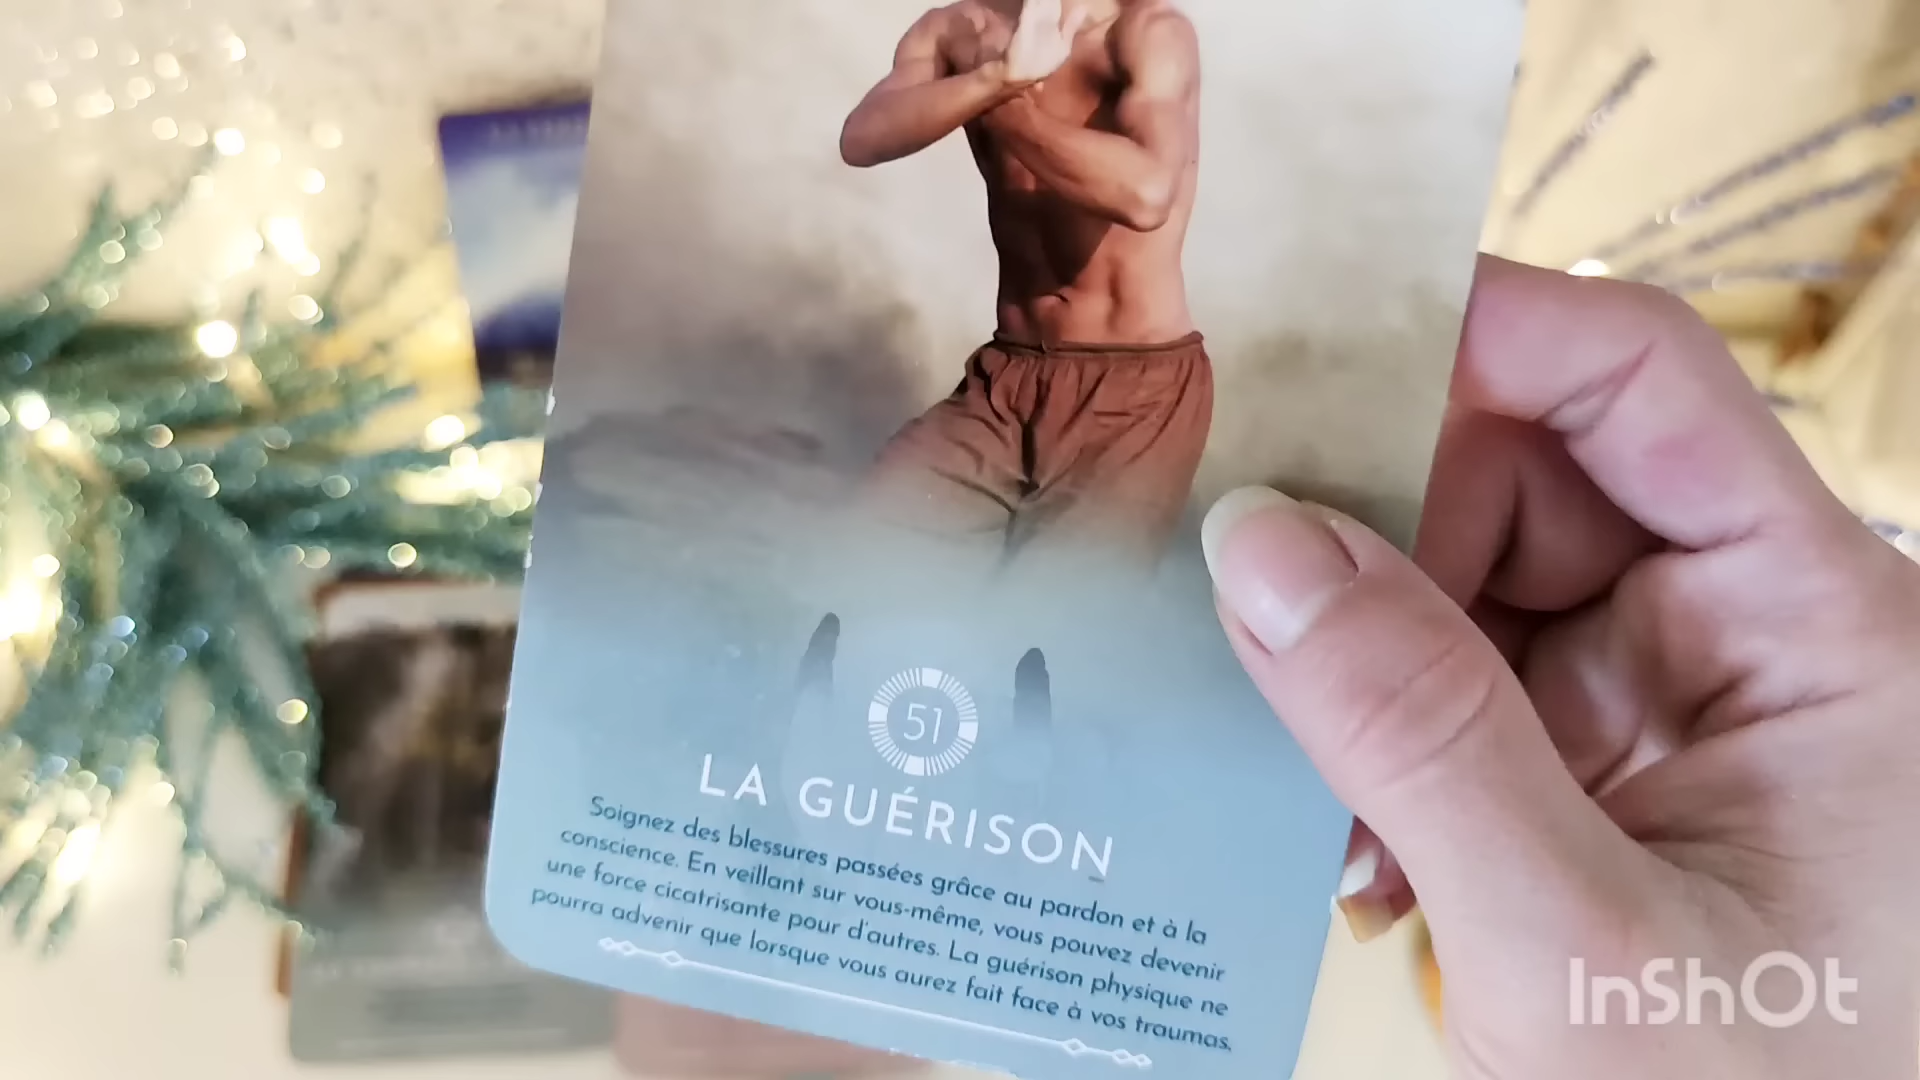 51
LA GUÉRISON
Soignez des blessures passées grâce au pardon et à la
conscience. En veillant sur vous-même, vous pouvez devenir
une force cicatrisante pour d'autres. La guérison physique ne
pourra advenir que lorsque vous aurez fait face à vos traumas.
InShOt